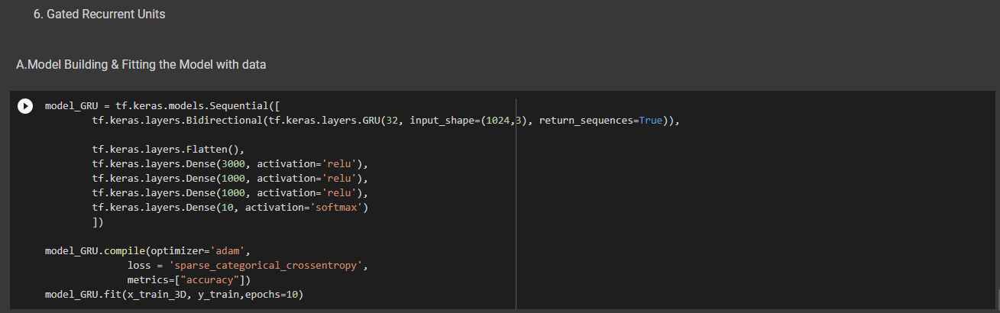 6. Gated Recurrent Units
A.Model Building & Fitting the Model with data
model_GRU = tf.keras.models.Sequential([
        tf.keras.layers.Bidirectional(tf.keras.layers.GRU(32, input_shape=(1024,3), return_sequences=True)),
        tf.keras.layers.Flatten(),
        tf.keras.layers.Dense(3000, activation='relu'),
        tf.keras.layers.Dense(1000, activation='relu'),
        tf.keras.layers.Dense(1000, activation='relu'),
        tf.keras.layers.Dense(10, activation='softmax')
        ])
model_GRU.compile(optimizer='adam',
              loss = 'sparse_categorical_crossentropy',
              metrics=["accuracy"])
model_GRU.fit(x_train_3D, y_train,epochs=10)